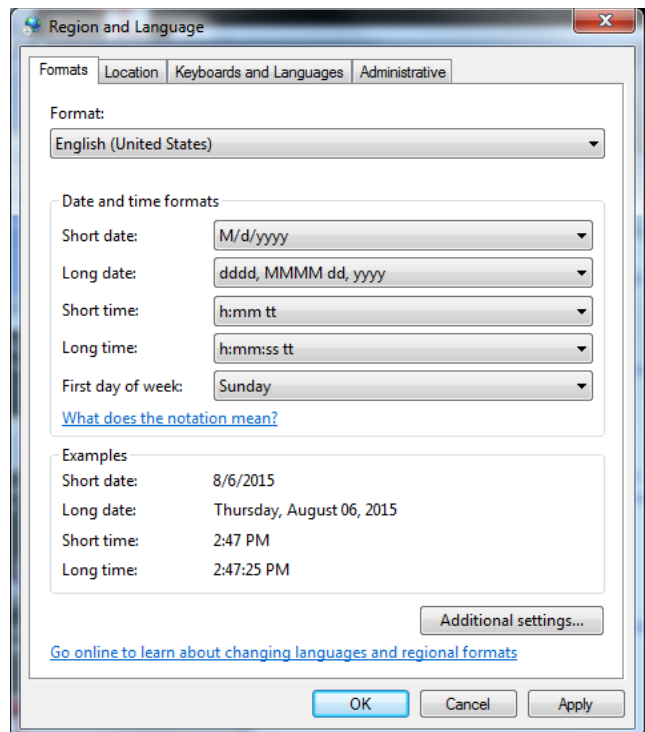 Region and Language
Formats Location Keyboards and Languages Administrative
Format:
English (United States)
Date and time formats
Short date: M/d/yyyy
Long date: dddd, MMMM dd, yyyy
Short time: h:mm tt
Long time: h:mm:ss tt
First day of week: Sunday
What does the notation mean?
Examples
Short date: 8/6/2015
Long date: Thursday, August 06, 2015
Short time: 2:47 PM
Long time: 2:47:25 PM
Additional settings...
Go online to learn about changing languages and regional formats
OK Cancel Apply